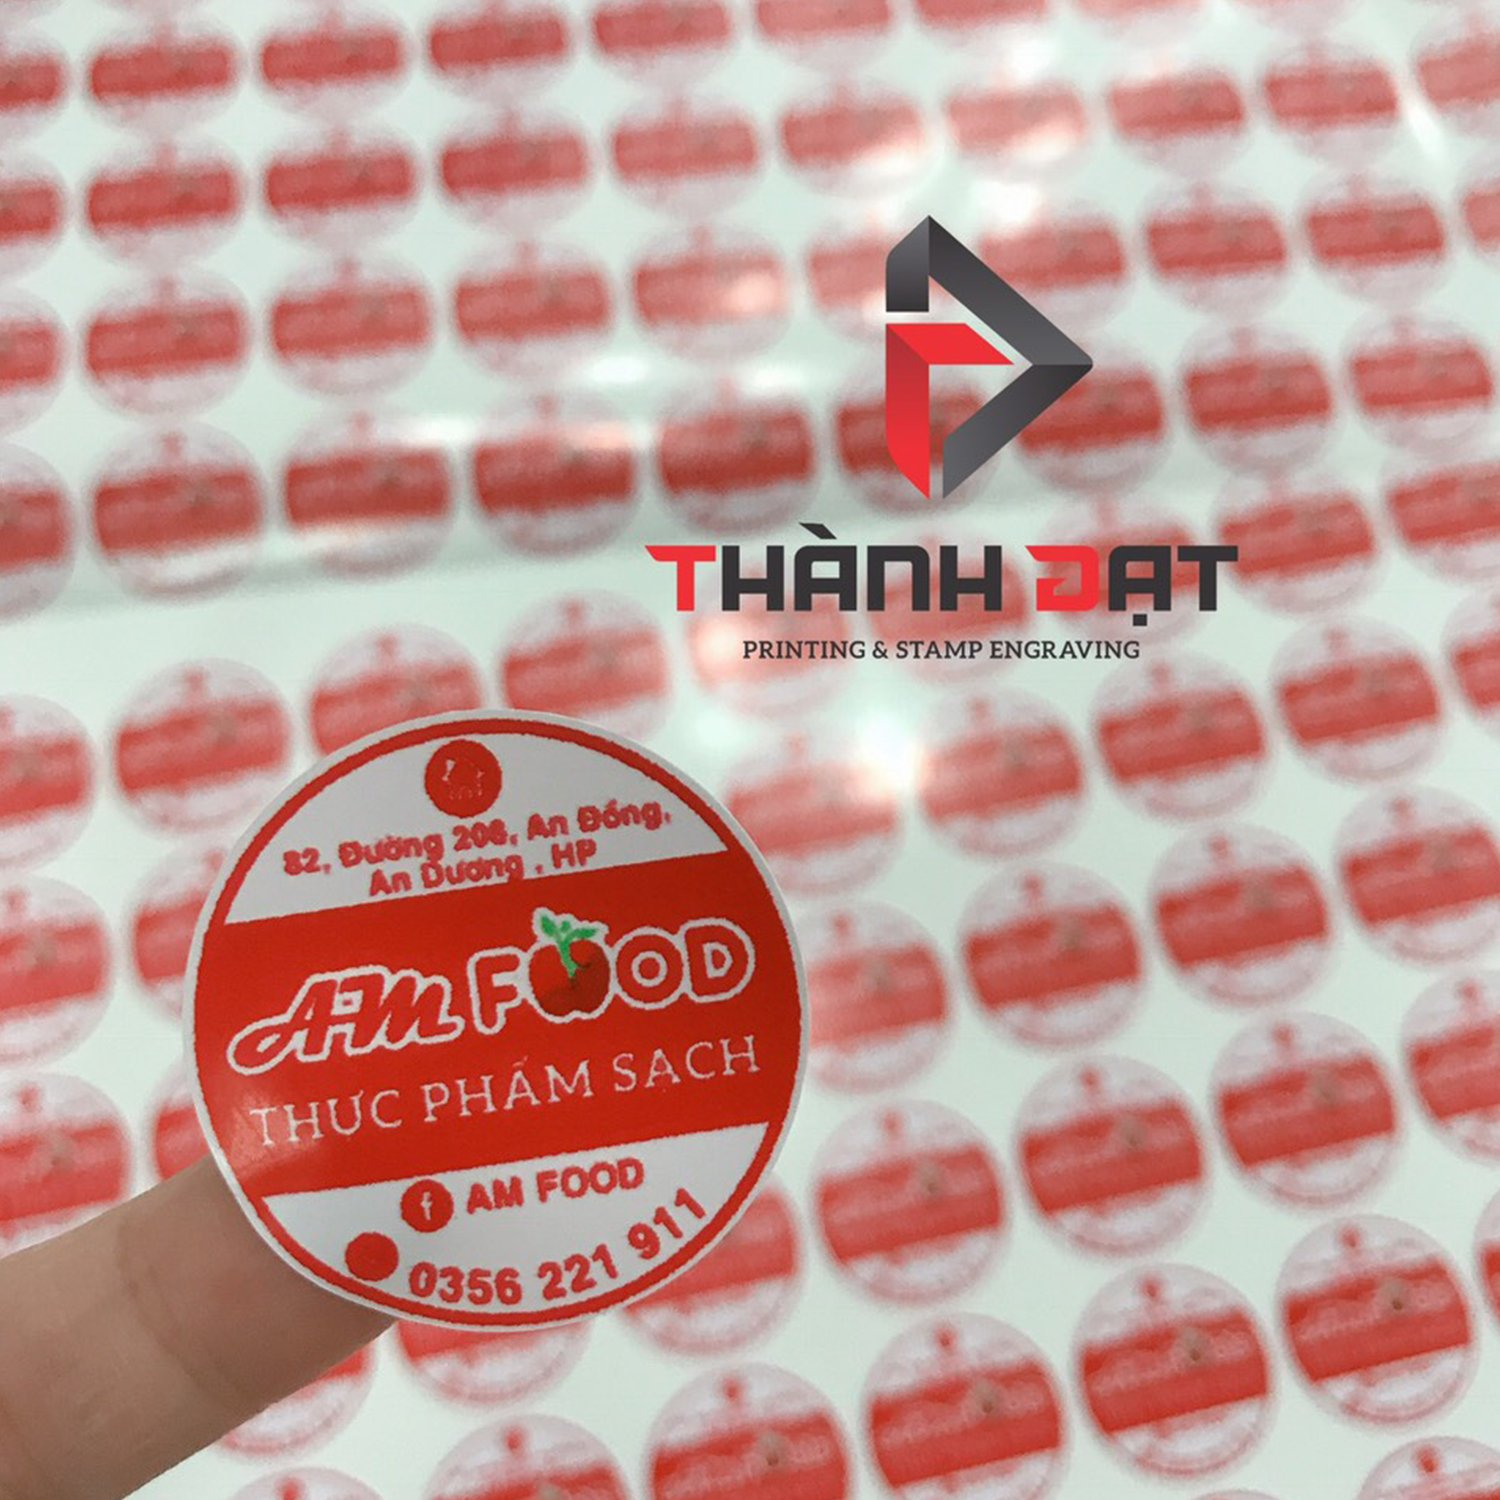 THÀNH ĐẠT
PRINTING & STAMP ENGRAVING
82, Đường 208, An Đồng,
An Dương , HP
AM FOOD
THỰC PHẨM SẠCH
f AM FOOD
0356 221 911